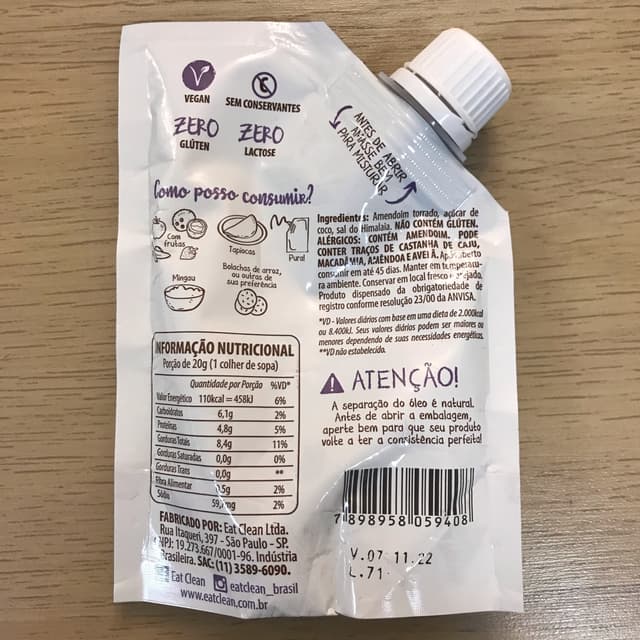 VEGAN
SEM CONSERVANTES
ZERO
GLÚTEN
ZERO
LACTOSE
ANTES DE ABRIR
AMASSE BEM
PARA MISTURAR
Como posso consumir?
Com
frutas
Tapiocas
Pura!
Mingau
Bolachas de arroz,
ou outras de
sua preferência
Ingredientes: Amendoim torrado, açúcar de
coco, sal do Himalaia. NÃO CONTÉM GLÚTEN.
ALÉRGICOS: CONTÉM AMENDOIM. PODE
CONTER TRAÇOS DE CASTANHA DE CAJU,
MACADÂMIA, AMÊNDOA E AVEIA. Após aberto
consumir em até 45 dias. Manter em temperatu-
ra ambiente. Conservar em local fresco e arejado.
Produto dispensado da obrigatoriedade de
registro conforme resolução 23/00 da ANVISA.
*VD - Valores diários com base em uma dieta de 2.000kcal
ou 8.400kJ. Seus valores diários podem ser maiores ou
menores dependendo de suas necessidades energéticas.
**VD não estabelecido.
INFORMAÇÃO NUTRICIONAL
Porção de 20g (1 colher de sopa)
Quantidade por Porção %VD*
Valor Energético 110kcal = 458kJ 6%
Carboidratos 6,1g 2%
Proteínas 4,8g 5%
Gorduras Totais 8,4g 11%
Gorduras Saturadas 0,0g 0%
Gorduras Trans 0,0g **
Fibra Alimentar 0,5g 2%
Sódio 2%
ATENÇÃO!
A separação do óleo é natural.
Antes de abrir a embalagem,
aperte bem para que seu produto
volte a ter a consistência perfeita!
7 898958 059408
V.07 11.22
L.71
FABRICADO POR: Eat Clean Ltda.
Rua Itaqueri, 397 - São Paulo - SP.
CNPJ: 19.273.667/0001-96. Indústria
Brasileira. SAC: (11) 3589-6090.
Eat Clean eatclean_brasil
www.eatclean.com.br